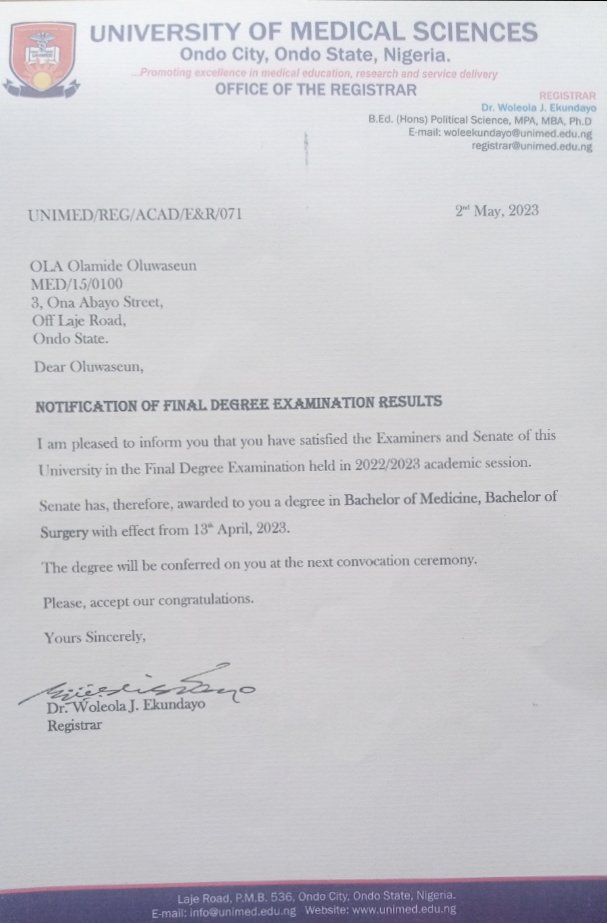 UNIVERSITY OF MEDICAL SCIENCES
Ondo City, Ondo State, Nigeria.
...Promoting excellence in medical education, research and service delivery
OFFICE OF THE REGISTRAR
REGISTRAR
Dr. Woleola J. Ekundayo
B.Ed. (Hons) Political Science, MPA, MBA, Ph.D
E-mail: woleekundayo@unimed.edu.ng
registrar@unimed.edu.ng
UNIMED/REG/ACAD/E&R/071
2nd May, 2023
OLA Olamide Oluwaseun
MED/15/0100
3, Ona Abayo Street,
Off Laje Road,
Ondo State.
Dear Oluwaseun,
NOTIFICATION OF FINAL DEGREE EXAMINATION RESULTS
I am pleased to inform you that you have satisfied the Examiners and Senate of this
University in the Final Degree Examination held in 2022/2023 academic session.
Senate has, therefore, awarded to you a degree in Bachelor of Medicine, Bachelor of
Surgery with effect from 13th April, 2023.
The degree will be conferred on you at the next convocation ceremony.
Please, accept our congratulations.
Yours Sincerely,
Dr. Woleola J. Ekundayo
Registrar
Laje Road, P.M.B. 536, Ondo City, Ondo State, Nigeria.
E-mail: info@unimed.edu.ng Website: www.unimed.edu.ng